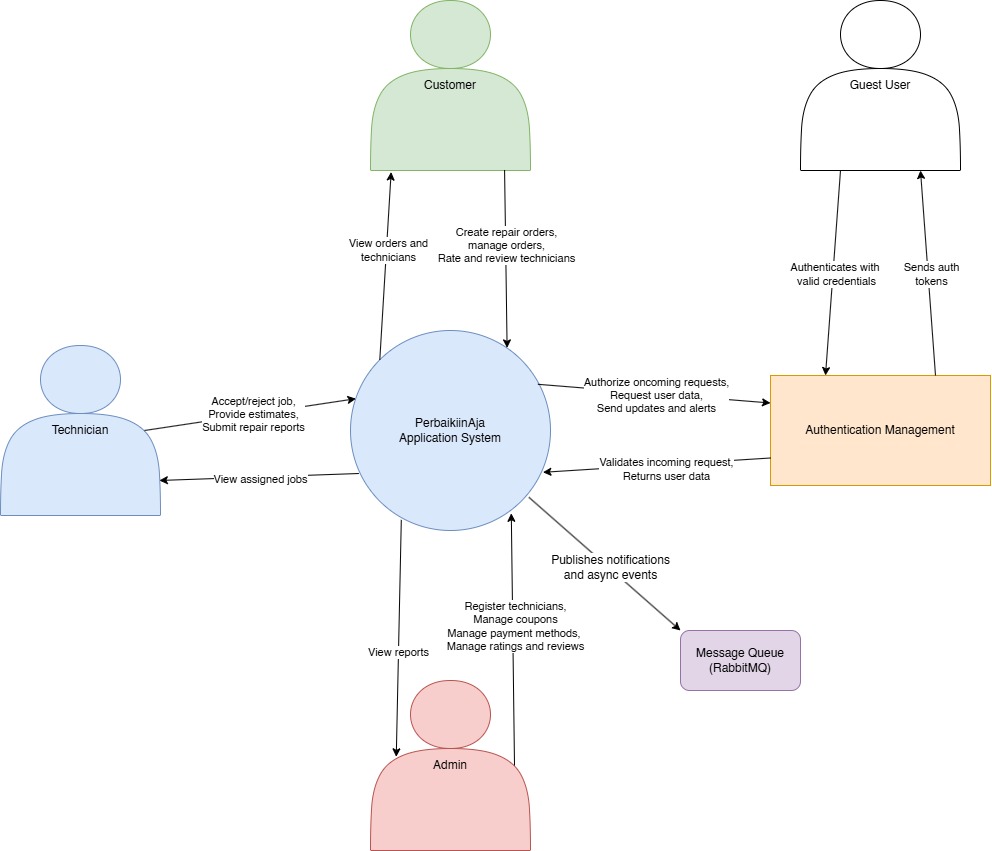 Customer
Guest User
View orders and
technicians
Create repair orders,
manage orders,
Rate and review technicians
Authenticates with
valid credentials
Sends auth
tokens
Technician
Accept/reject job,
Provide estimates,
Submit repair reports
PerbaikiinAja
Application System
Authorize oncoming requests,
Request user data,
Send updates and alerts
Authentication Management
View assigned jobs
Validates incoming request,
Returns user data
Publishes notifications
and async events
Register technicians,
Manage coupons
Manage payment methods,
Manage ratings and reviews
View reports
Message Queue
(RabbitMQ)
Admin